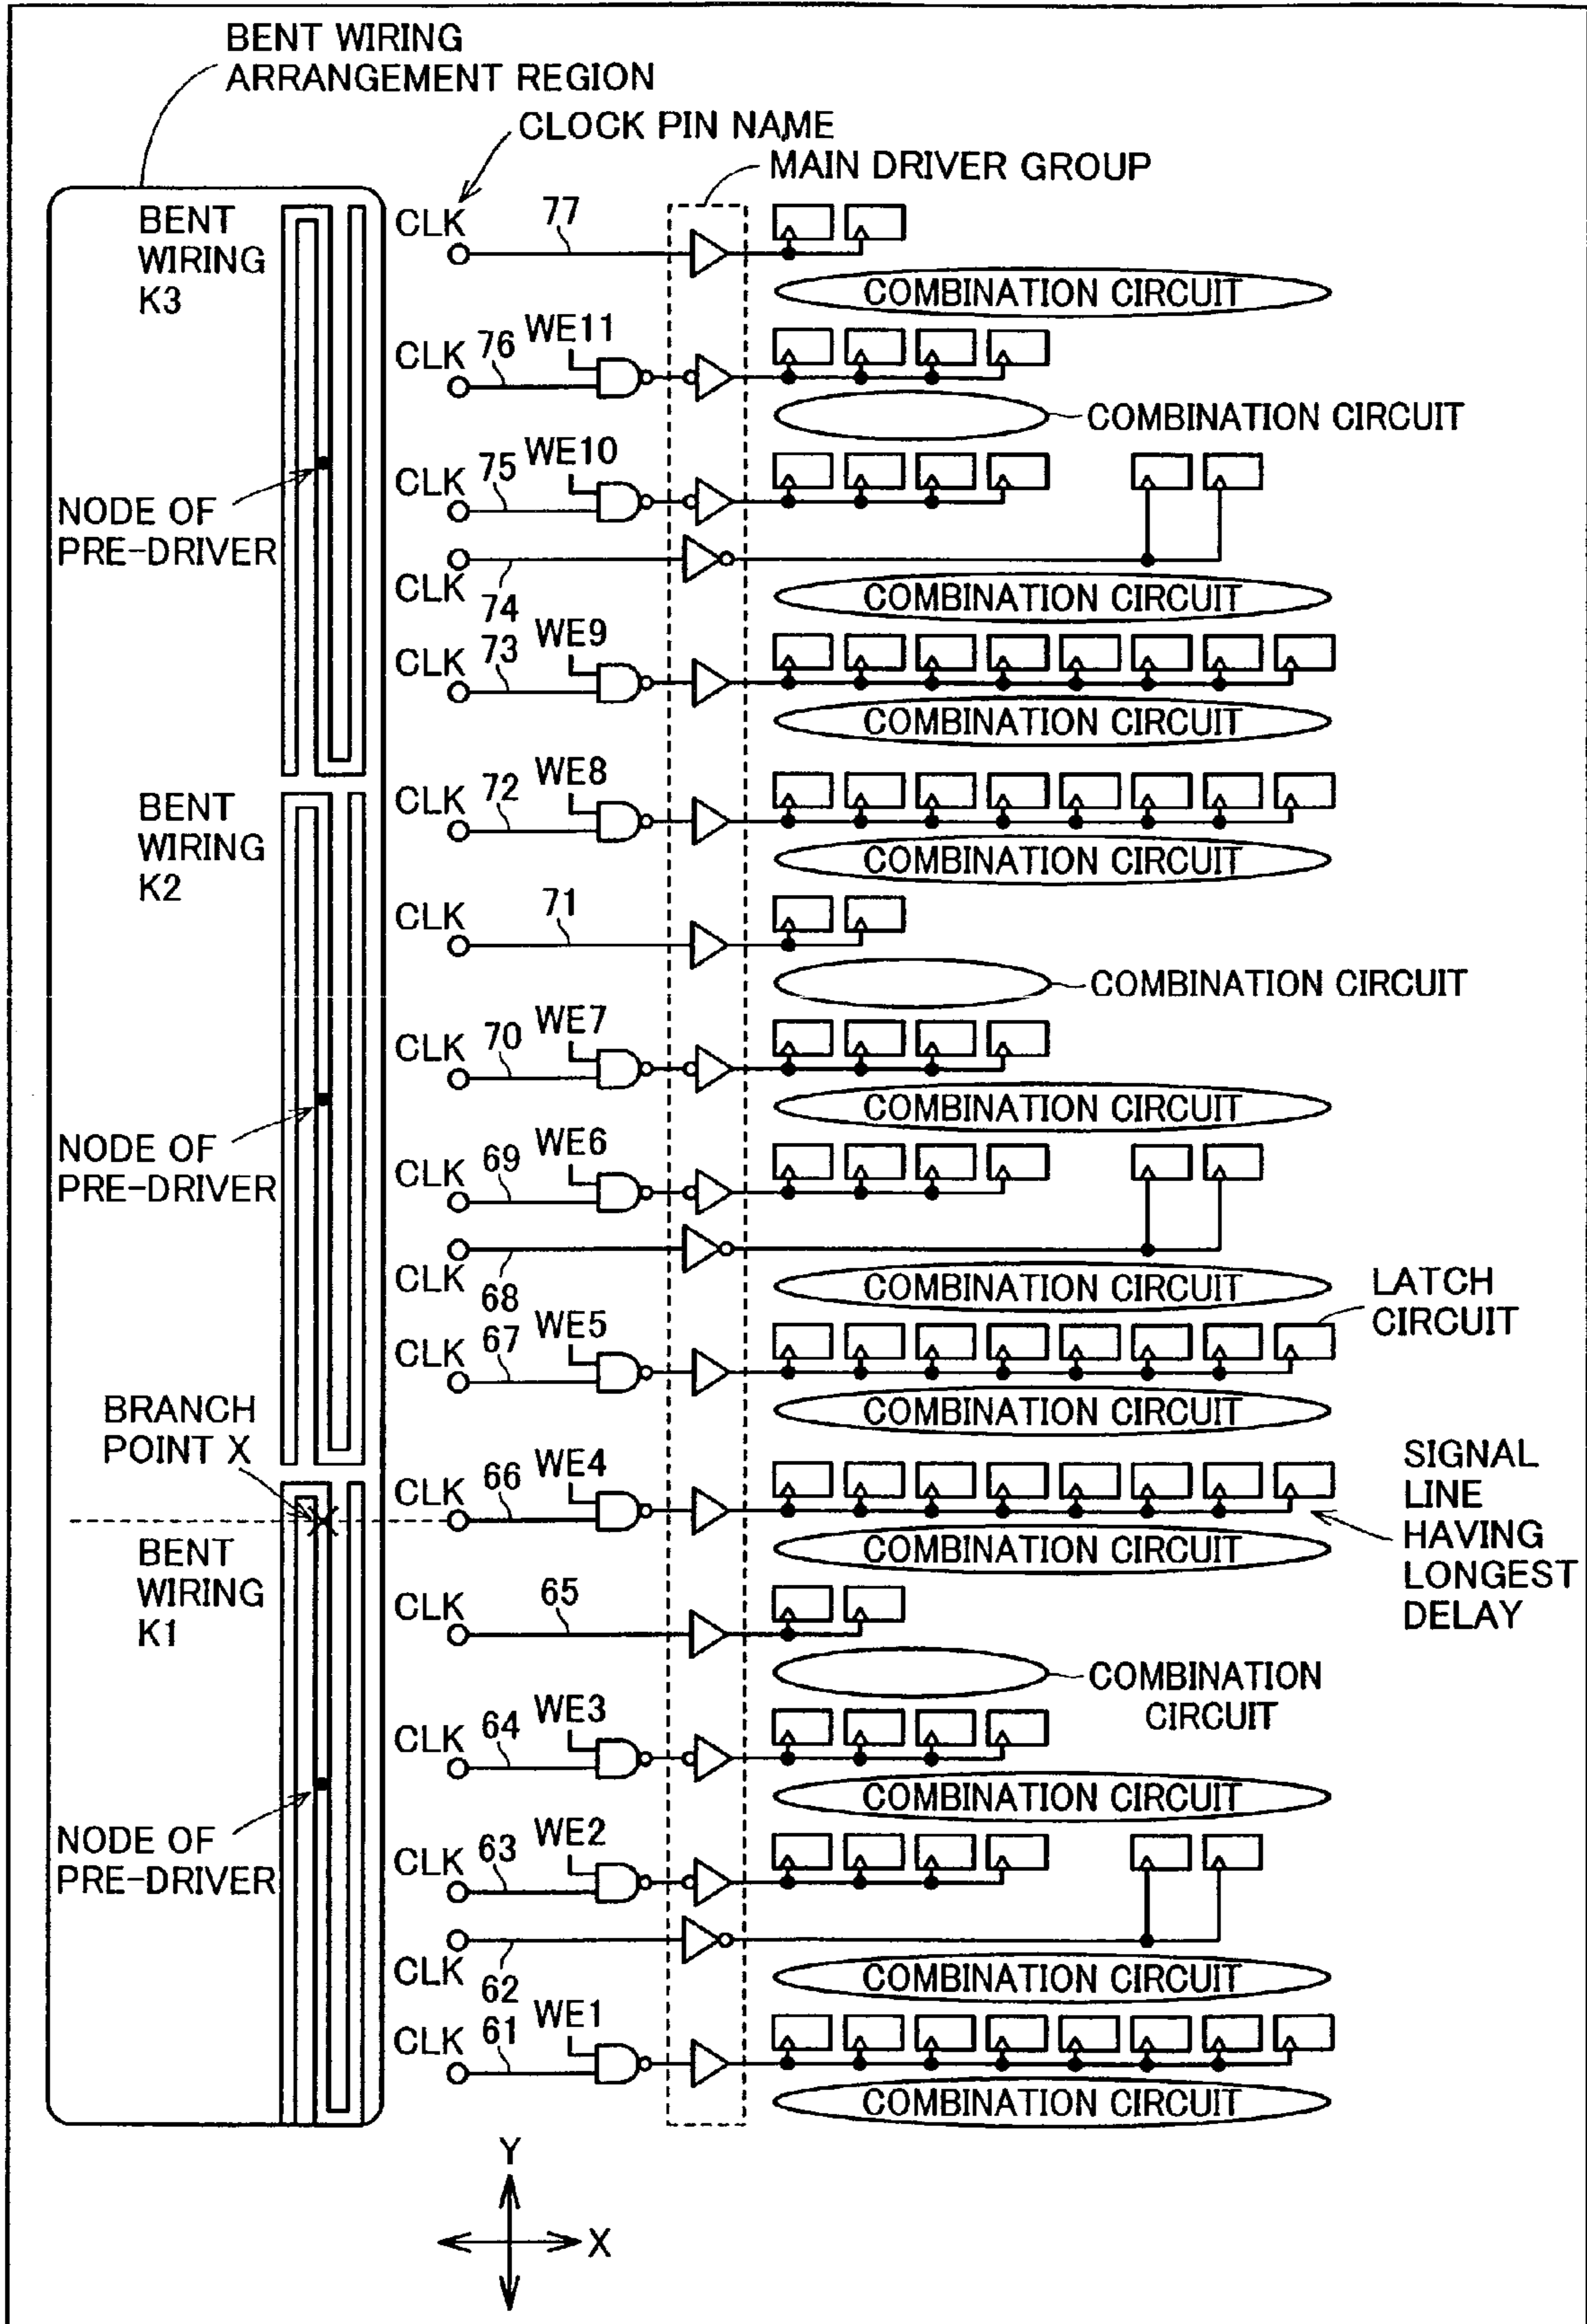 BENT WIRING
ARRANGEMENT REGION
CLOCK PIN NAME
MAIN DRIVER GROUP
BENT
WIRING
K3
CLK
77
COMBINATION CIRCUIT
CLK
76
WE11
COMBINATION CIRCUIT
CLK
75
WE10
NODE OF
PRE-DRIVER
CLK
74
COMBINATION CIRCUIT
CLK
73
WE9
COMBINATION CIRCUIT
BENT
WIRING
K2
CLK
72
WE8
COMBINATION CIRCUIT
CLK
71
COMBINATION CIRCUIT
CLK
70
WE7
COMBINATION CIRCUIT
NODE OF
PRE-DRIVER
CLK
69
WE6
CLK
68
COMBINATION CIRCUIT
LATCH
CIRCUIT
CLK
67
WE5
COMBINATION CIRCUIT
BRANCH
POINT X
CLK
66
WE4
SIGNAL
LINE
HAVING
LONGEST
DELAY
COMBINATION CIRCUIT
BENT
WIRING
K1
CLK
65
COMBINATION
CIRCUIT
CLK
64
WE3
COMBINATION CIRCUIT
NODE OF
PRE-DRIVER
CLK
63
WE2
CLK
62
COMBINATION CIRCUIT
CLK
61
WE1
COMBINATION CIRCUIT
Y
X